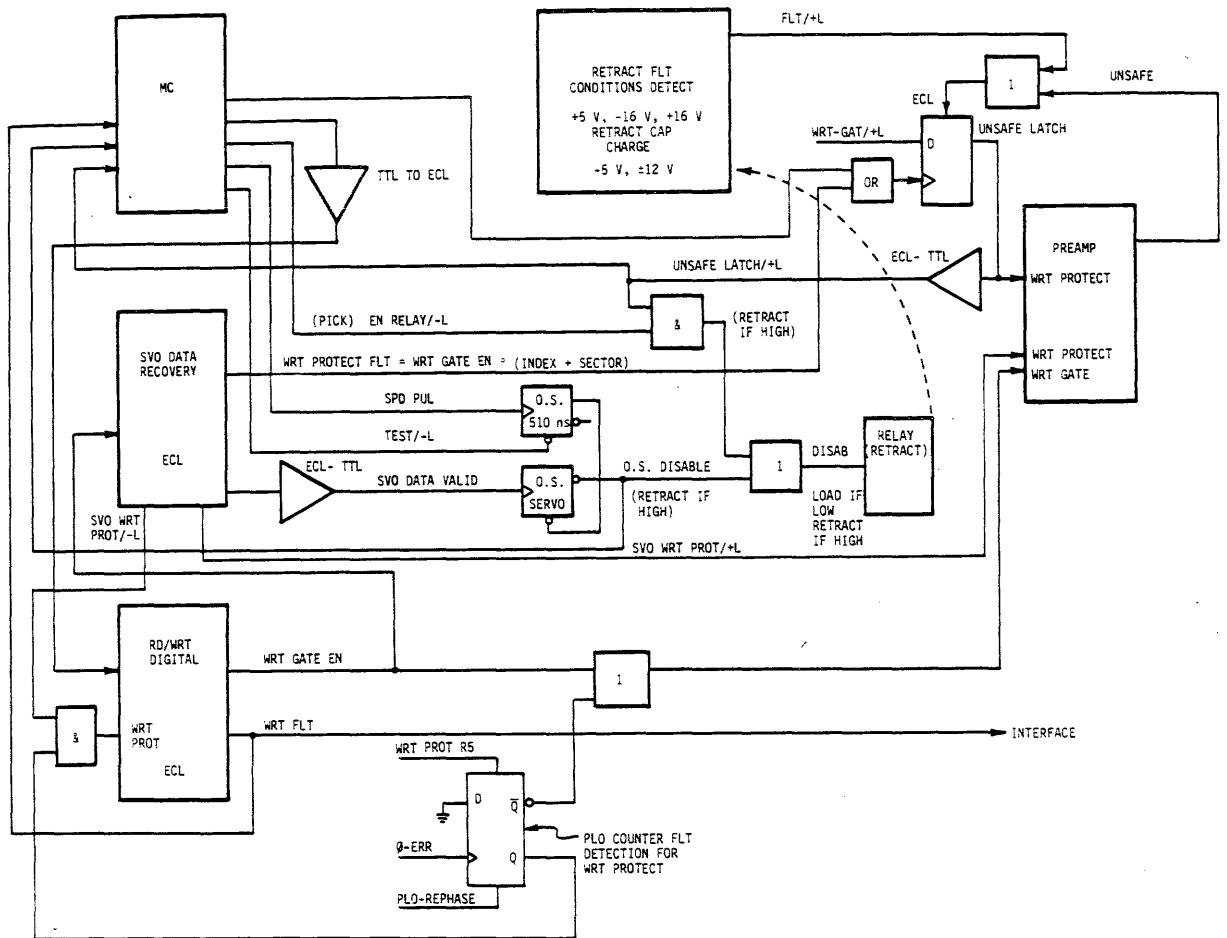 FLT/+L
MC
RETRACT FLT
CONDITIONS DETECT
+5 V, -16 V, +16 V
RETRACT CAP
CHARGE
-5 V, ±12 V
1
UNSAFE
ECL
WRT-GAT/+L
D
UNSAFE LATCH
TTL TO ECL
OR
PREAMP
WRT PROTECT
WRT PROTECT
WRT GATE
UNSAFE LATCH/+L
ECL- TTL
(PICK) EN RELAY/-L
&
(RETRACT
IF HIGH)
SVO DATA
RECOVERY
ECL
WRT PROTECT FLT = WRT GATE EN = (INDEX + SECTOR)
SPD PUL
O.S.
510 ns
TEST/-L
ECL- TTL
SVO DATA VALID
O.S.
SERVO
O.S. DISABLE
(RETRACT IF
HIGH)
1
DISAB
RELAY
(RETRACT)
LOAD IF
LOW
RETRACT
IF HIGH
SVO WRT
PROT/-L
SVO WRT PROT/+L
RD/WRT
DIGITAL
WRT GATE EN
1
&
WRT
PROT
ECL
WRT FLT
INTERFACE
WRT PROT R5
D
Q̅
Ø-ERR
Q
PLO COUNTER FLT
DETECTION FOR
WRT PROTECT
PLO-REPHASE